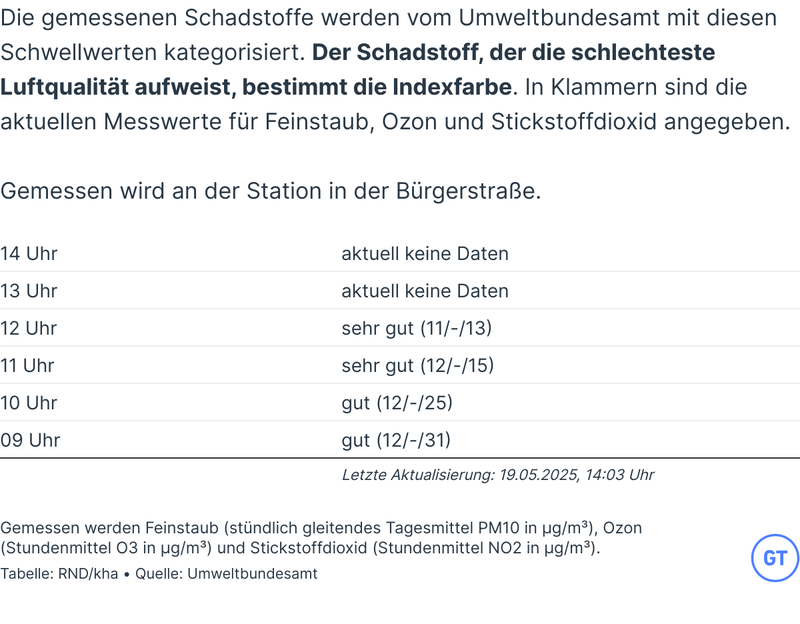 Die gemessenen Schadstoffe werden vom Umweltbundesamt mit diesen
Schwellwerten kategorisiert. Der Schadstoff, der die schlechteste
Luftqualität aufweist, bestimmt die Indexfarbe. In Klammern sind die
aktuellen Messwerte für Feinstaub, Ozon und Stickstoffdioxid angegeben.
Gemessen wird an der Station in der Bürgerstraße.
14 Uhr aktuell keine Daten
13 Uhr aktuell keine Daten
12 Uhr sehr gut (11/-/13)
11 Uhr sehr gut (12/-/15)
10 Uhr gut (12/-/25)
09 Uhr gut (12/-/31)
Letzte Aktualisierung: 19.05.2025, 14:03 Uhr
Gemessen werden Feinstaub (stündlich gleitendes Tagesmittel PM10 in µg/m³), Ozon
(Stundenmittel O3 in µg/m³) und Stickstoffdioxid (Stundenmittel NO2 in µg/m³).
Tabelle: RND/kha • Quelle: Umweltbundesamt
GT